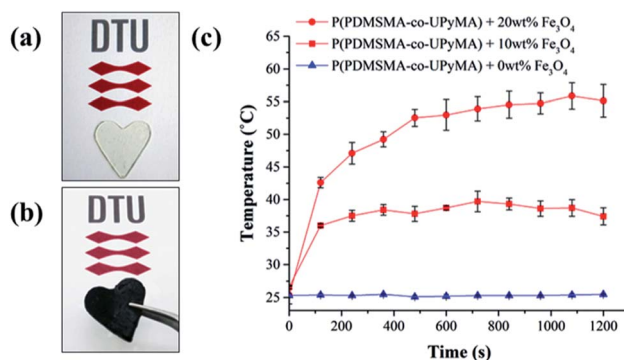 (a)
DTU
(b)
DTU
(c)
P(PDMSMA-co-UPyMA) + 20wt% Fe₃O₄
P(PDMSMA-co-UPyMA) + 10wt% Fe₃O₄
P(PDMSMA-co-UPyMA) + 0wt% Fe₃O₄
65
60
55
50
45
40
35
30
25
Temperature (°C)
0 200 400 600 800 1000 1200
Time (s)